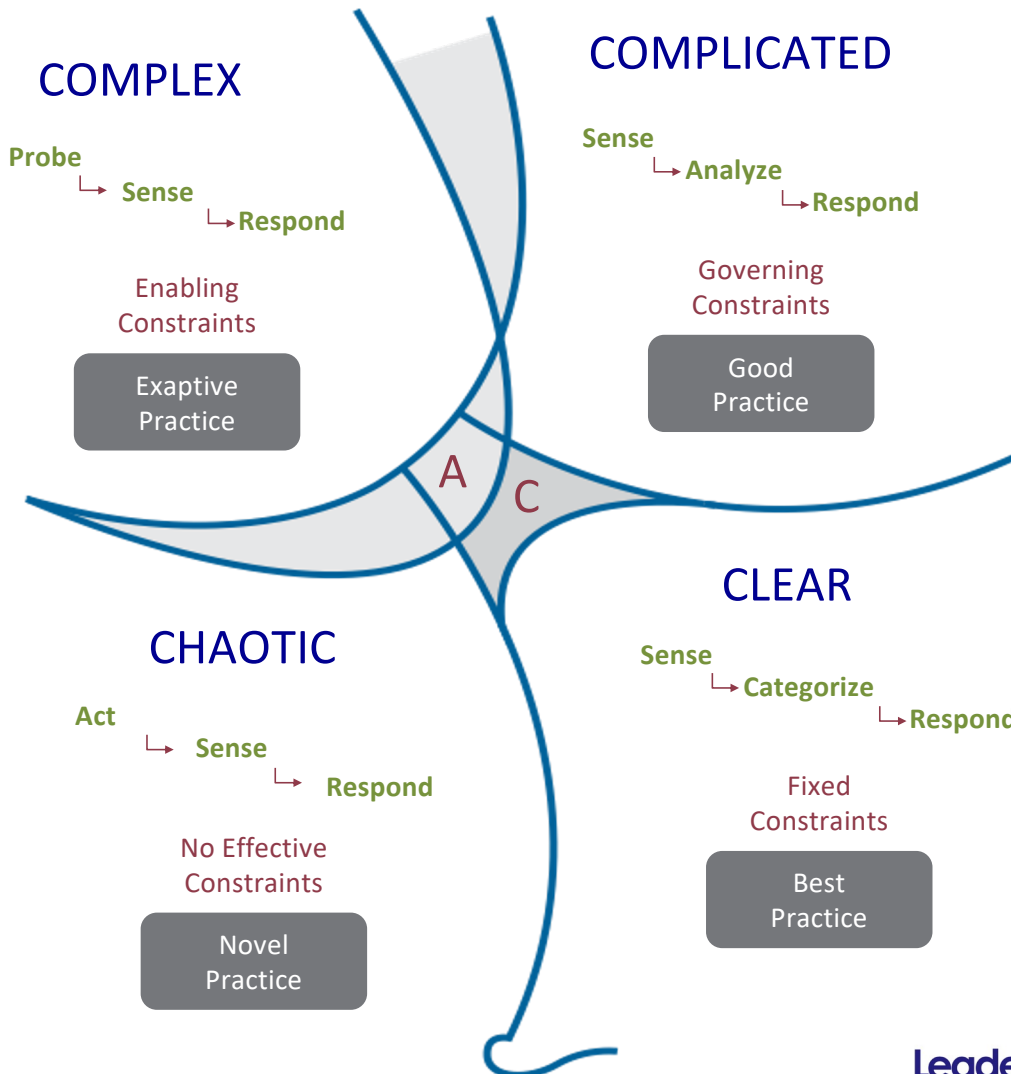 COMPLEX
Probe
Sense
Respond
Enabling
Constraints
Exaptive
Practice
COMPLICATED
Sense
Analyze
Respond
Governing
Constraints
Good
Practice
A
C
CHAOTIC
Act
Sense
Respond
No Effective
Constraints
Novel
Practice
CLEAR
Sense
Categorize
Respond
Fixed
Constraints
Best
Practice